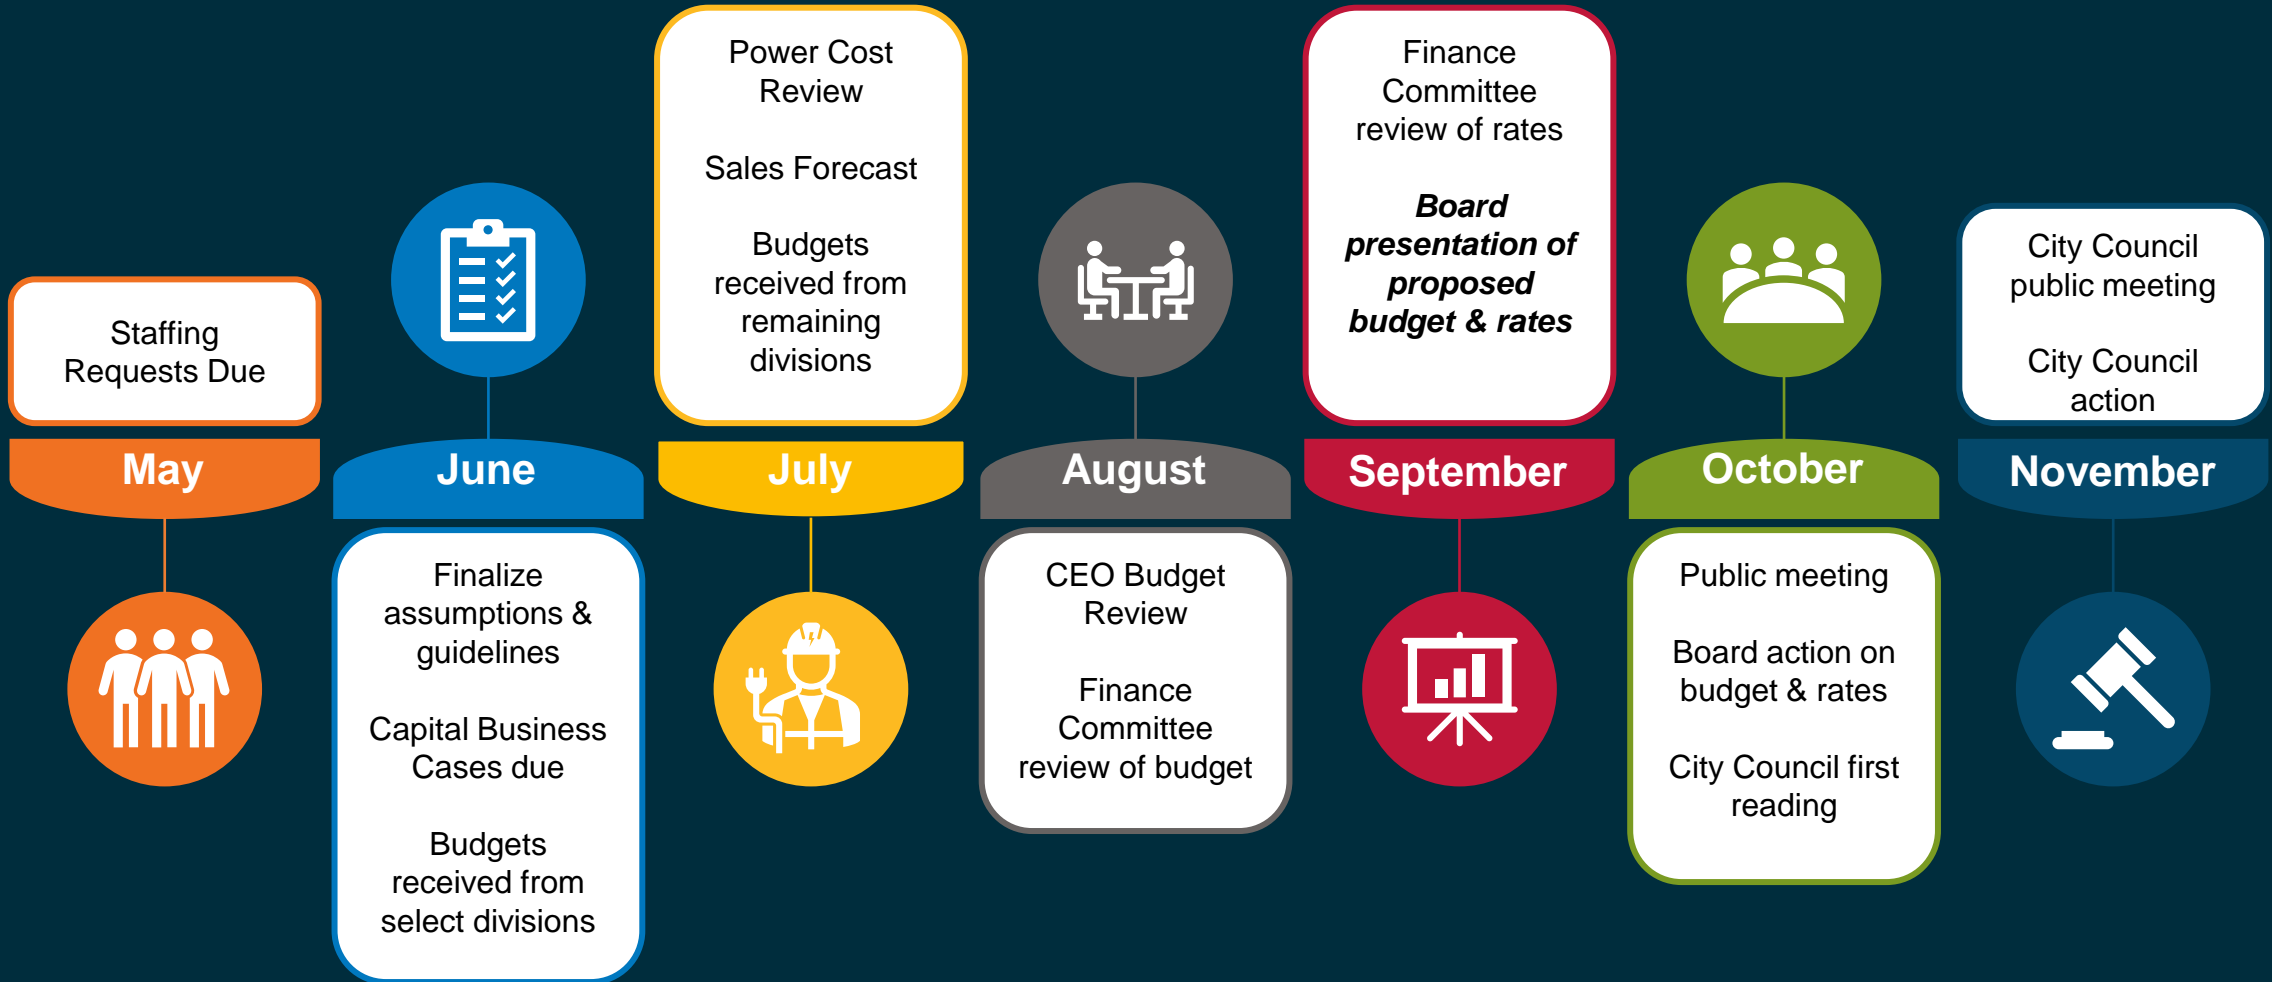 Staffing
Requests Due
May
June
Finalize
assumptions &
guidelines
Capital Business
Cases due
Budgets
received from
select divisions
Power Cost
Review
Sales Forecast
Budgets
received from
remaining
divisions
July
August
CEO Budget
Review
Finance
Committee
review of budget
Finance
Committee
review of rates
Board
presentation of
proposed
budget & rates
September
October
Public meeting
Board action on
budget & rates
City Council first
reading
City Council
public meeting
City Council
action
November